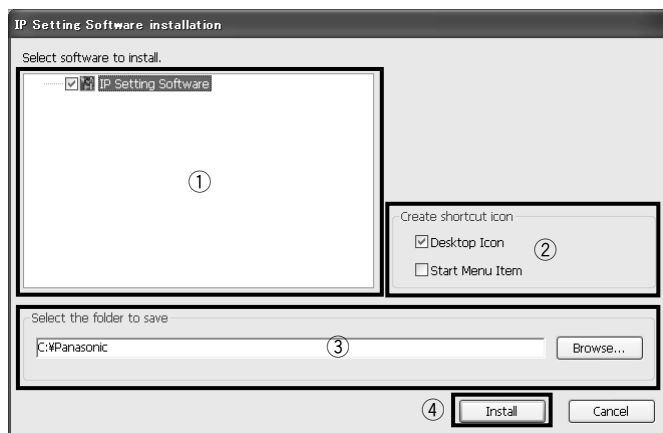 IP Setting Software installation
Select software to install.
IP Setting Software
①
Create shortcut icon
Desktop Icon
②
Start Menu Item
Select the folder to save
C:¥Panasonic
③
Browse...
④
Install
Cancel